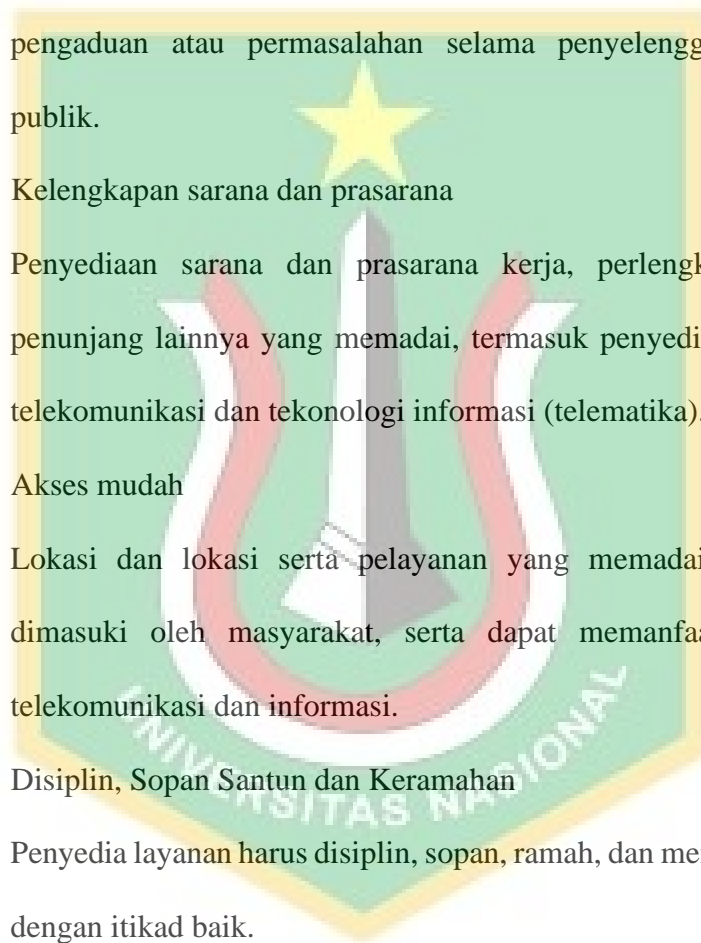 pengaduan atau permasalahan selama penyelengg
publik.
Kelengkapan sarana dan prasarana
Penyediaan sarana dan prasarana kerja, perlengk
penunjang lainnya yang memadai, termasuk penyedi
telekomunikasi dan tekonologi informasi (telematika).
Akses mudah
Lokasi dan lokasi serta pelayanan yang memadai
dimasuki oleh masyarakat, serta dapat memanfaa
telekomunikasi dan informasi.
UNIVERSITAS NASIONAL
Disiplin, Sopan Santun dan Keramahan
Penyedia layanan harus disiplin, sopan, ramah, dan me
dengan itikad baik.